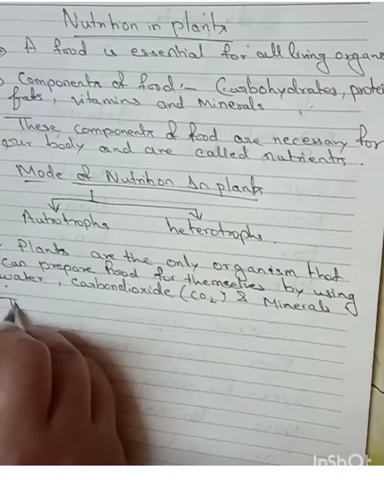 Nutrition in plants
A food is essential for all living organe
Components of food :- Carbohydrates, prote
fats, vitamins and Minerals
These components of food are necessary for
our body and are called nutrients.
Mode of Nutrition In plants
Autotrophs heterotrophs.
Plants are the only organism that
can prepare food for themselves by using
water, Carbondioxide (CO₂) & Minerals
InShOt